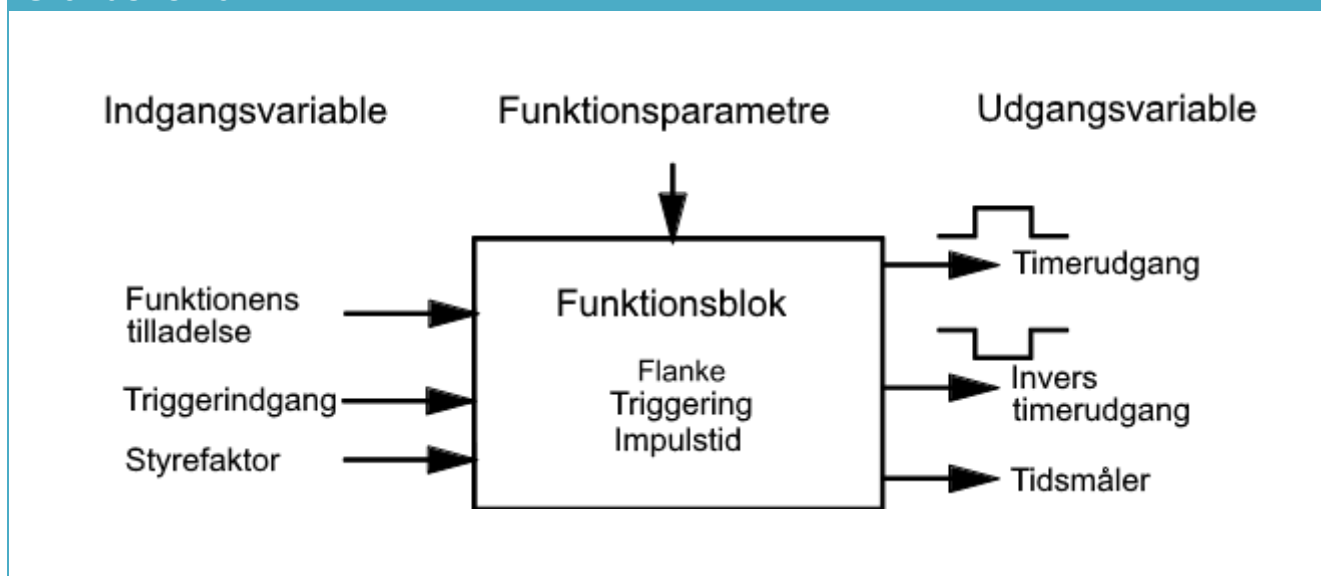 Indgangsvariable
Funktionsparametre
Udgangsvariable
Funktionens
tilladelse
Triggerindgang
Styrefaktor
Funktionsblok
Flanke
Triggering
Impulstid
Timerudgang
Invers
timerudgang
Tidsmåler